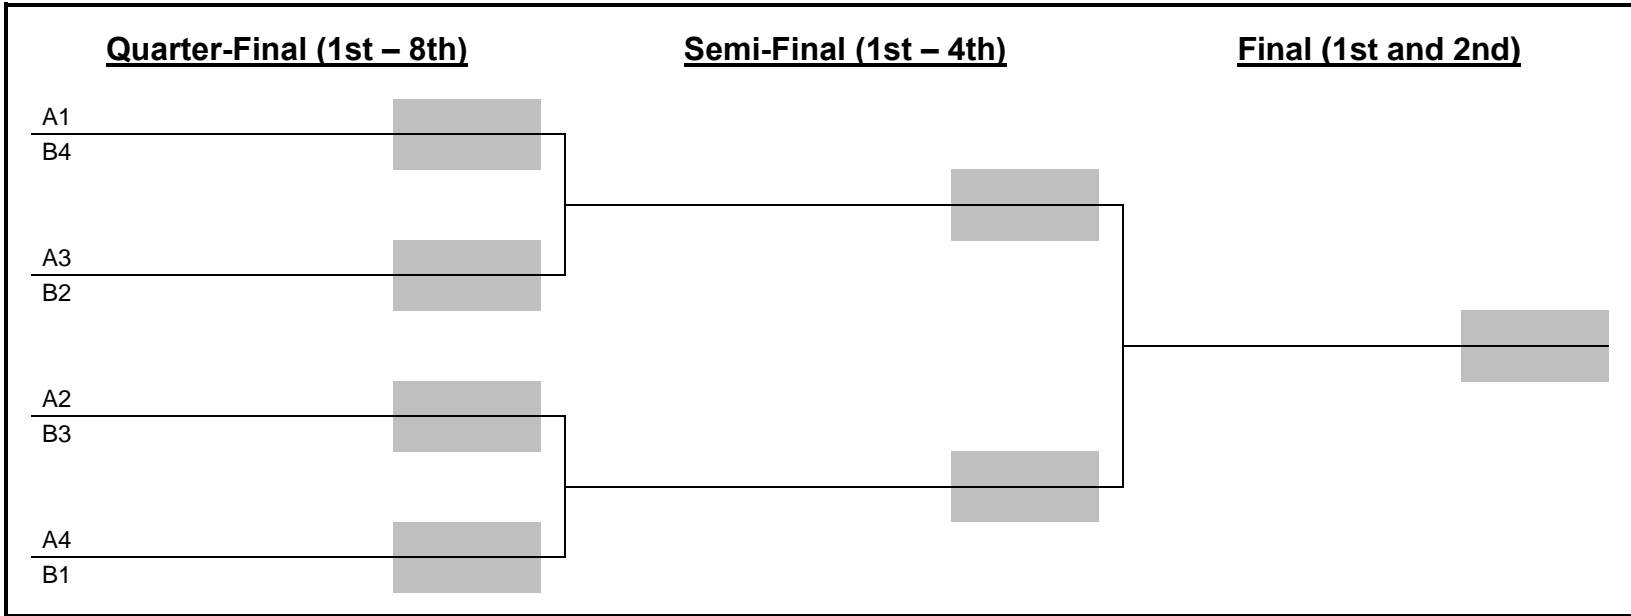 Quarter-Final (1st – 8th)
Semi-Final (1st – 4th)
Final (1st and 2nd)
A1
B4
A3
B2
A2
B3
A4
B1